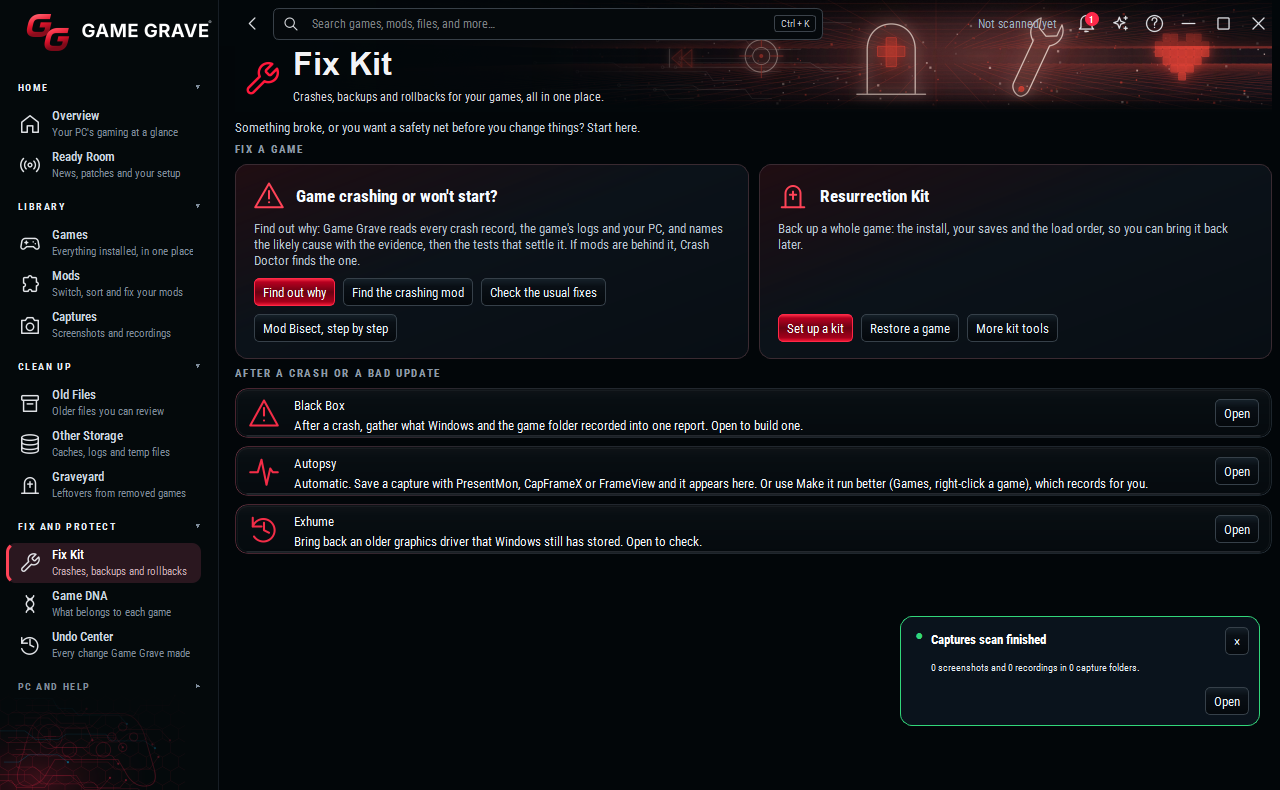 GG GAME GRAVE
Search games, mods, files, and more...
Ctrl + K
Not scanned yet
1
Fix Kit
Crashes, backups and rollbacks for your games, all in one place.
HOME
Overview
Your PC's gaming at a glance
Ready Room
News, patches and your setup
LIBRARY
Games
Everything installed, in one place
Mods
Switch, sort and fix your mods
Captures
Screenshots and recordings
CLEAN UP
Old Files
Older files you can review
Other Storage
Caches, logs and temp files
Graveyard
Leftovers from removed games
FIX AND PROTECT
Fix Kit
Crashes, backups and rollbacks
Game DNA
What belongs to each game
Undo Center
Every change Game Grave made
PC AND HELP
Something broke, or you want a safety net before you change things? Start here.
FIX A GAME
Game crashing or won't start?
Find out why: Game Grave reads every crash record, the game's logs and your PC, and names
the likely cause with the evidence, then the tests that settle it. If mods are behind it, Crash
Doctor finds the one.
Find out why
Find the crashing mod
Check the usual fixes
Mod Bisect, step by step
Resurrection Kit
Back up a whole game: the install, your saves and the load order, so you can bring it back
later.
Set up a kit
Restore a game
More kit tools
AFTER A CRASH OR A BAD UPDATE
Black Box
After a crash, gather what Windows and the game folder recorded into one report. Open to build one.
Open
Autopsy
Automatic. Save a capture with PresentMon, CapFrameX or FrameView and it appears here. Or use Make it run better (Games, right-click a game), which records for you.
Open
Exhume
Bring back an older graphics driver that Windows still has stored. Open to check.
Open
Captures scan finished
x
0 screenshots and 0 recordings in 0 capture folders.
Open